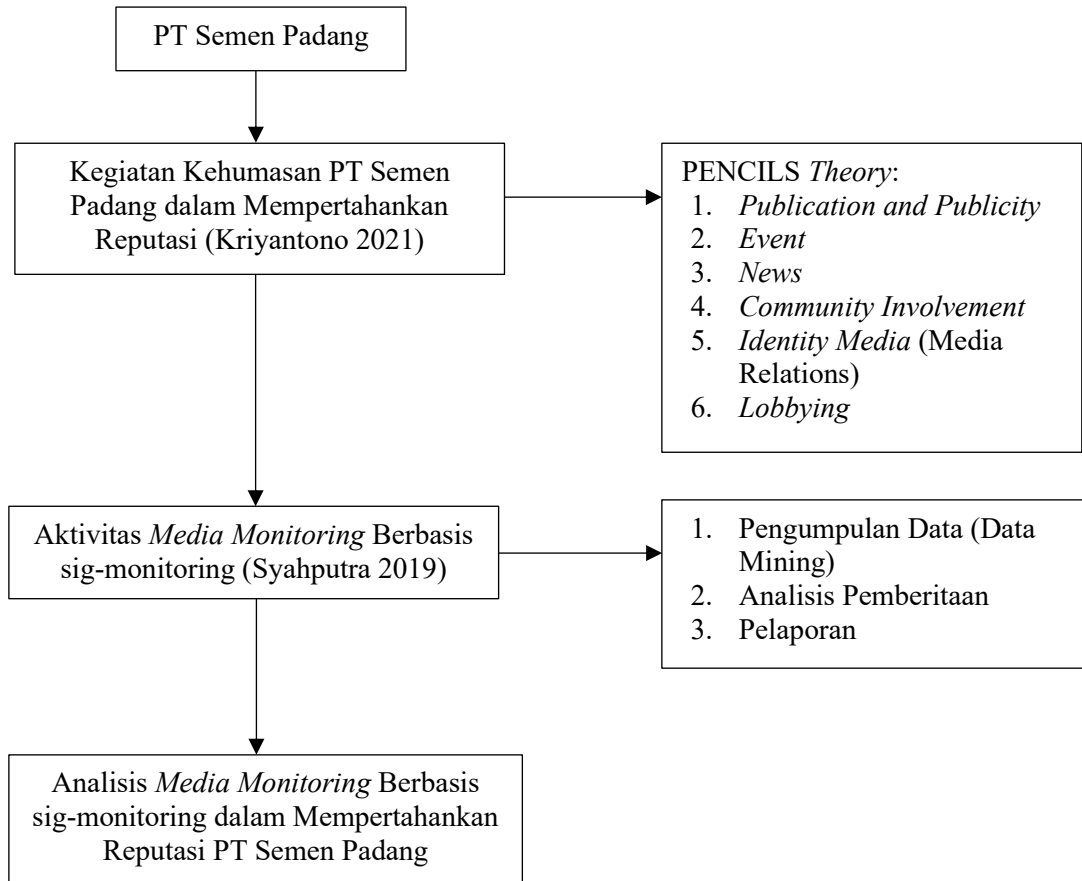 PT Semen Padang
Kegiatan Kehumasan PT Semen
Padang dalam Mempertahankan
Reputasi (Kriyantono 2021)
PENCILS Theory:
1. Publication and Publicity
2. Event
3. News
4. Community Involvement
5. Identity Media (Media
Relations)
6. Lobbying
Aktivitas Media Monitoring Berbasis
sig-monitoring (Syahputra 2019)
1. Pengumpulan Data (Data
Mining)
2. Analisis Pemberitaan
3. Pelaporan
Analisis Media Monitoring Berbasis
sig-monitoring dalam Mempertahankan
Reputasi PT Semen Padang